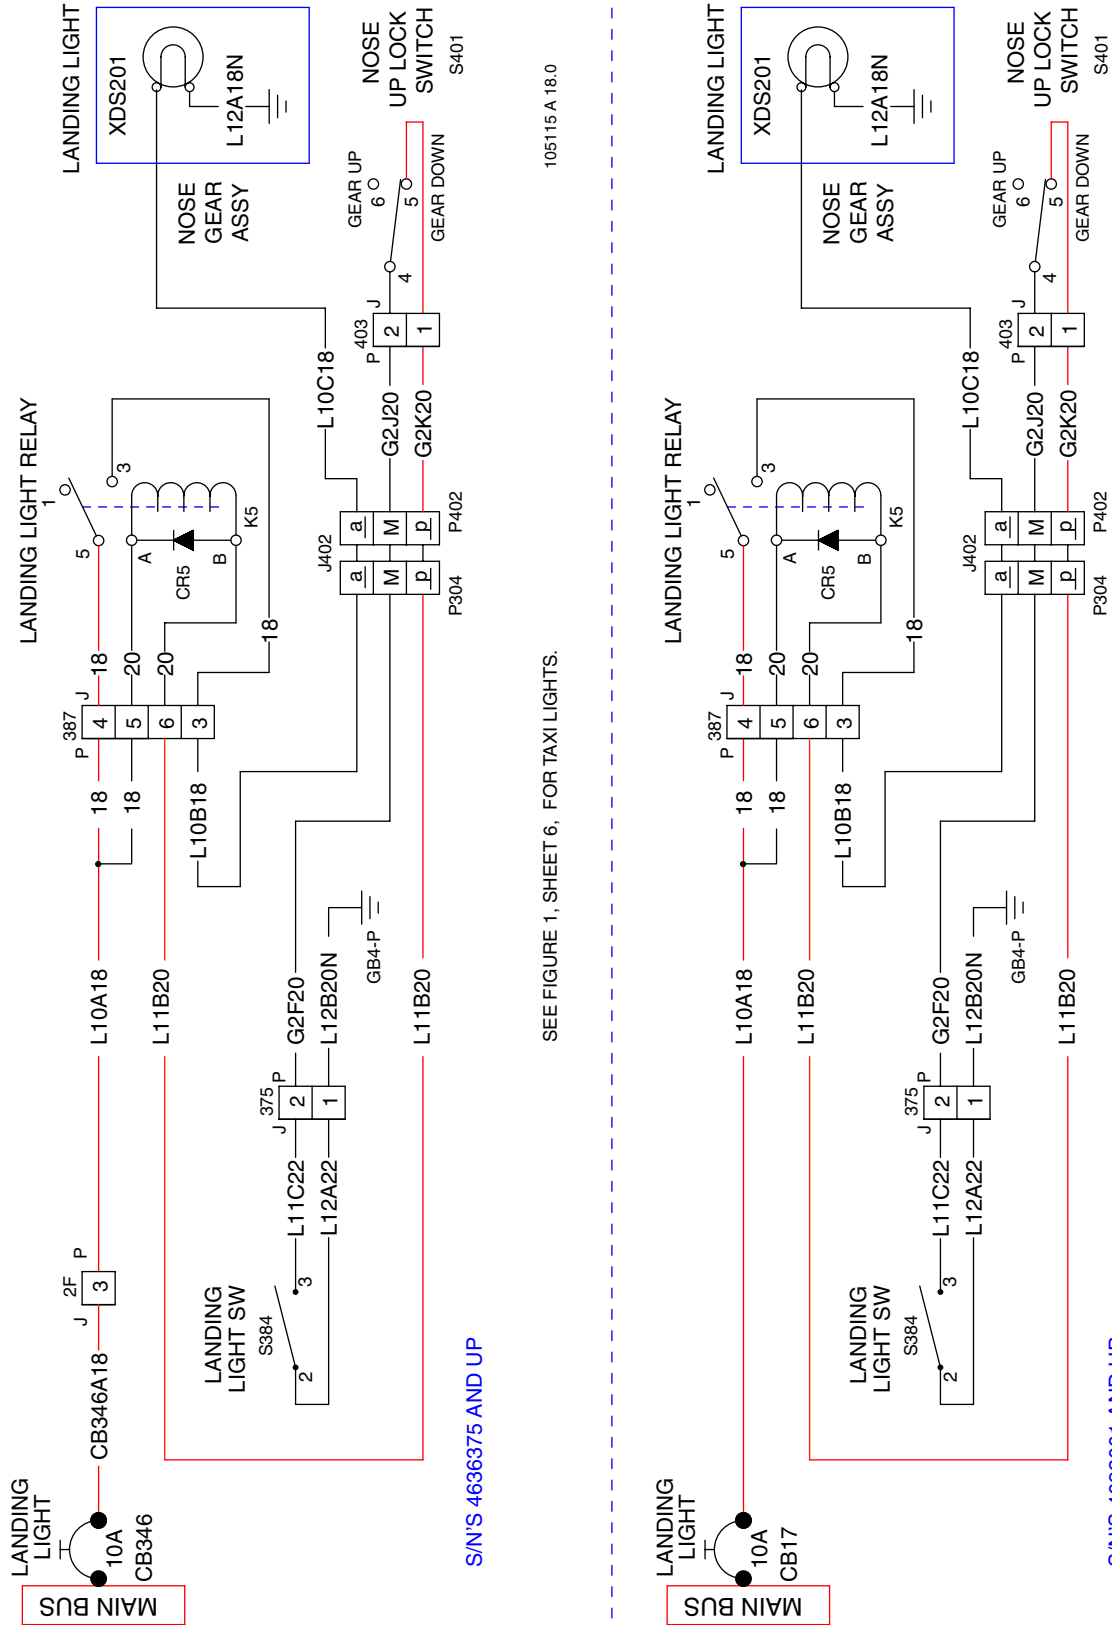 LANDING
LIGHT
MAIN BUS
10A
CB346
CB346A18
2F
J
3
P
L10A18
L11B20
18
18
L10B18
387
P
J
4
5
6
3
18
20
20
18
LANDING LIGHT RELAY
5
1
3
A
B
CR5
K5
LANDING
LIGHT SW
S384
2
3
L11C22
L12A22
375
J
P
2
1
G2F20
L12B20N
GB4-P
L11B20
J402
a
M
p
P304
a
M
p
P402
L10C18
G2J20
G2K20
403
P
J
2
1
4
5
6
GEAR UP
GEAR DOWN
NOSE
GEAR
ASSY
LANDING LIGHT
XDS201
L12A18N
NOSE
UP LOCK
SWITCH
S401
S/N'S 4636375 AND UP
SEE FIGURE 1, SHEET 6, FOR TAXI LIGHTS.
105115 A 18.0
LANDING
LIGHT
MAIN BUS
10A
CB17
L10A18
L11B20
18
18
L10B18
387
P
J
4
5
6
3
18
20
20
18
LANDING LIGHT RELAY
5
1
3
A
B
CR5
K5
LANDING
LIGHT SW
S384
2
3
L11C22
L12A22
375
J
P
2
1
G2F20
L12B20N
GB4-P
L11B20
J402
a
M
p
P304
a
M
p
P402
L10C18
G2J20
G2K20
403
P
J
2
1
4
5
6
GEAR UP
GEAR DOWN
NOSE
GEAR
ASSY
LANDING LIGHT
XDS201
L12A18N
NOSE
UP LOCK
SWITCH
S401